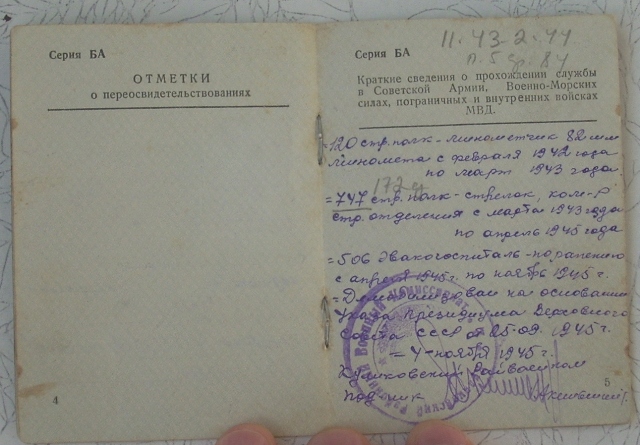 Серия БА
ОТМЕТКИ
о переосвидетельствованиях
4
Серия БА
11.43-2.44
п.5 84
Краткие сведения о прохождении службы
в Советской Армии, Военно-Морских
силах, пограничных и внутренних войсках
МВД.
=120 стр. полк - минометчик 82 мм
миномета с февраля 1942 года
по март 1943 года.
172
=747 стр. полк - стрелок, ком-р
стр. отделения с марта 1943 года
по апрель 1945 года
=506 Эвакогоспиталь - по ранению
с апреля 1945 г. по ноябрь 1945 г.
= Демобилизован на основании
Указа Президиума Верховного
Совета СССР от 25.09.1945 г.
= 4 ноября 1945 г.
Куликовский Райвоенком
5